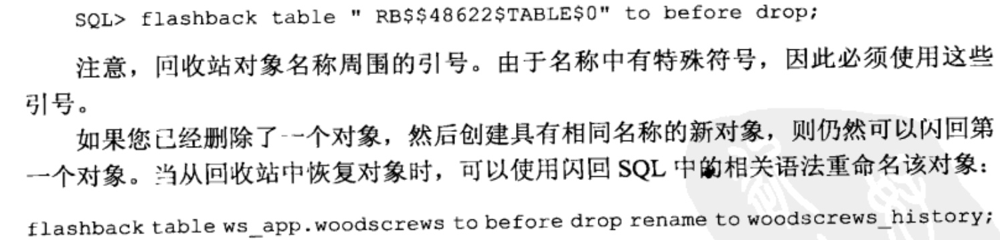 SQL> flashback table " RB$$48622$TABLE$0" to before drop;
注意，回收站对象名称周围的引号。由于名称中有特殊符号，因此必须使用这些
引号。
如果您已经删除了一个对象，然后创建具有相同名称的新对象，则仍然可以闪回第
一个对象。当从回收站中恢复对象时，可以使用闪回 SQL 中的相关语法重命名该对象：
flashback table ws_app.woodscrews to before drop rename to woodscrews_history;